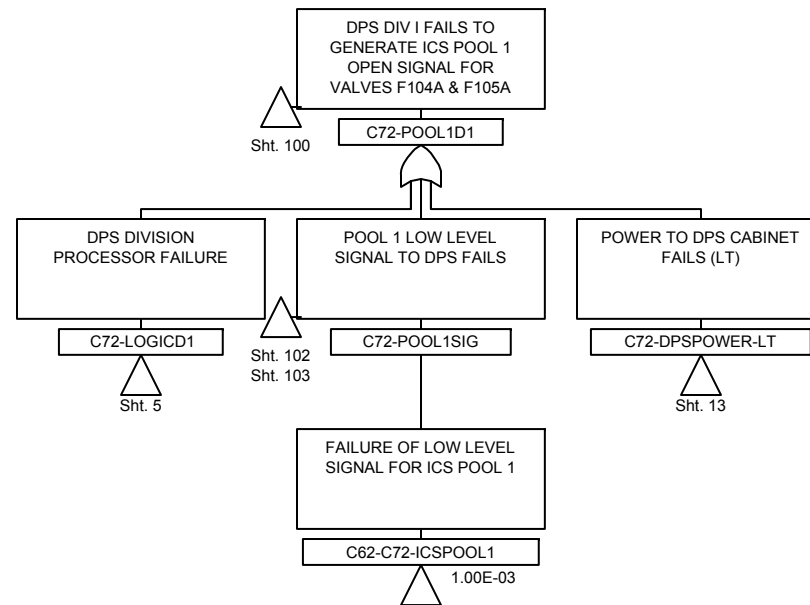 DPS DIV I FAILS TO
GENERATE ICS POOL 1
OPEN SIGNAL FOR
VALVES F104A & F105A
Sht. 100
C72-POOL1D1
DPS DIVISION
PROCESSOR FAILURE
C72-LOGICD1
Sht. 5
POOL 1 LOW LEVEL
SIGNAL TO DPS FAILS
Sht. 102
Sht. 103
C72-POOL1SIG
POWER TO DPS CABINET
FAILS (LT)
C72-DPSPOWER-LT
Sht. 13
FAILURE OF LOW LEVEL
SIGNAL FOR ICS POOL 1
C62-C72-ICSPOOL1
1.00E-03